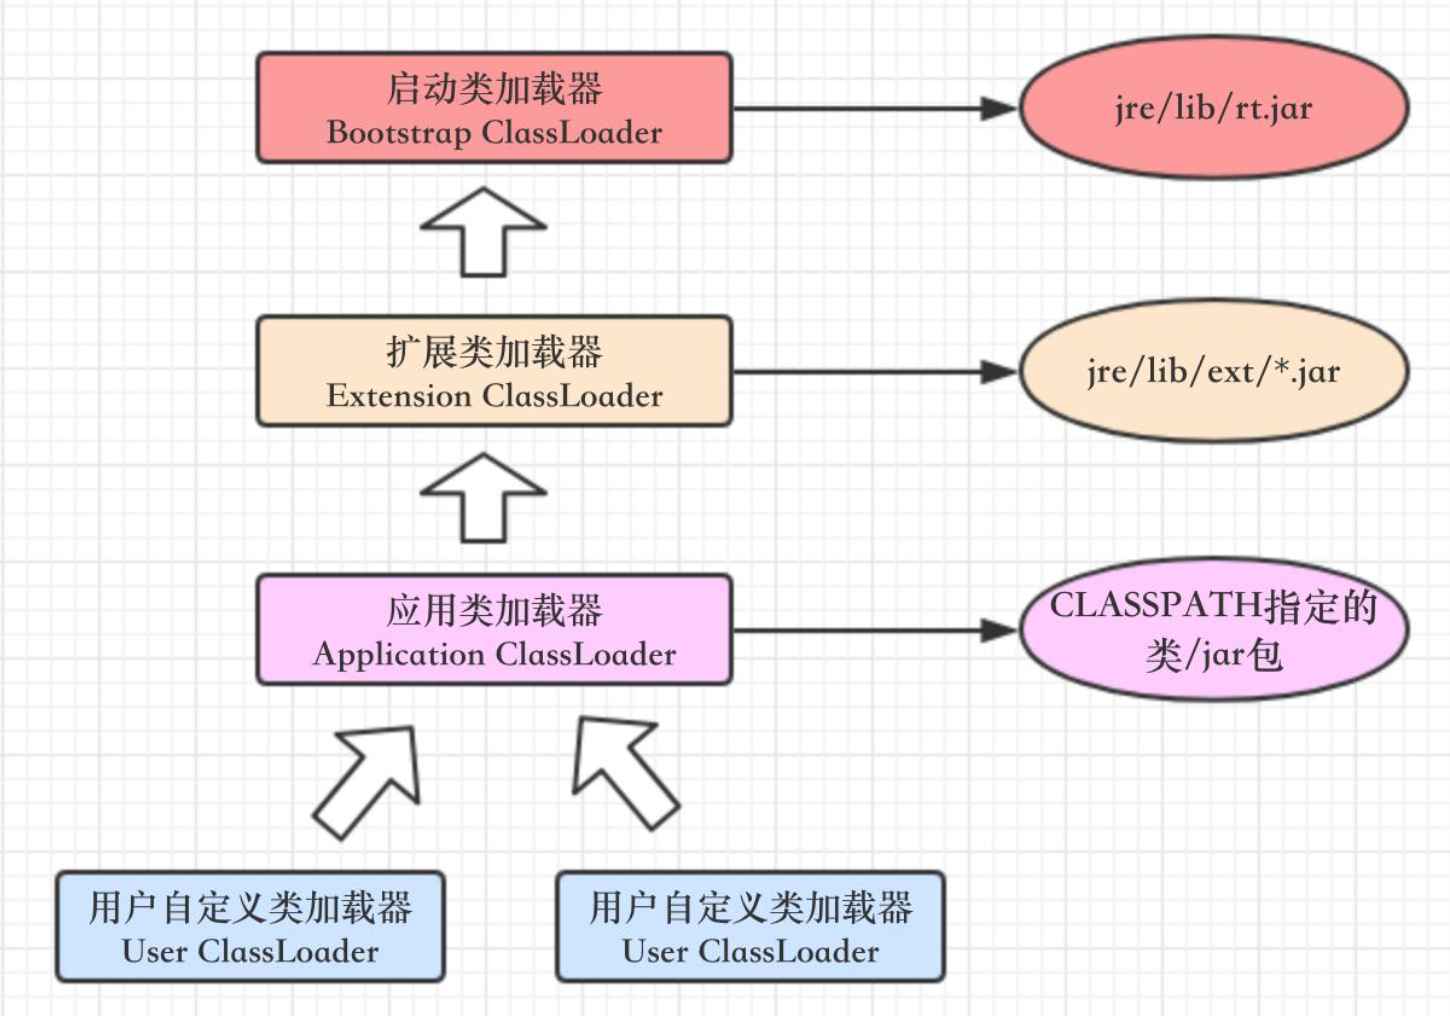 启动类加载器
Bootstrap ClassLoader
jre/lib/rt.jar
扩展类加载器
Extension ClassLoader
jre/lib/ext/*.jar
应用类加载器
Application ClassLoader
CLASSPATH指定的
类/jar包
用户自定义类加载器
User ClassLoader
用户自定义类加载器
User ClassLoader